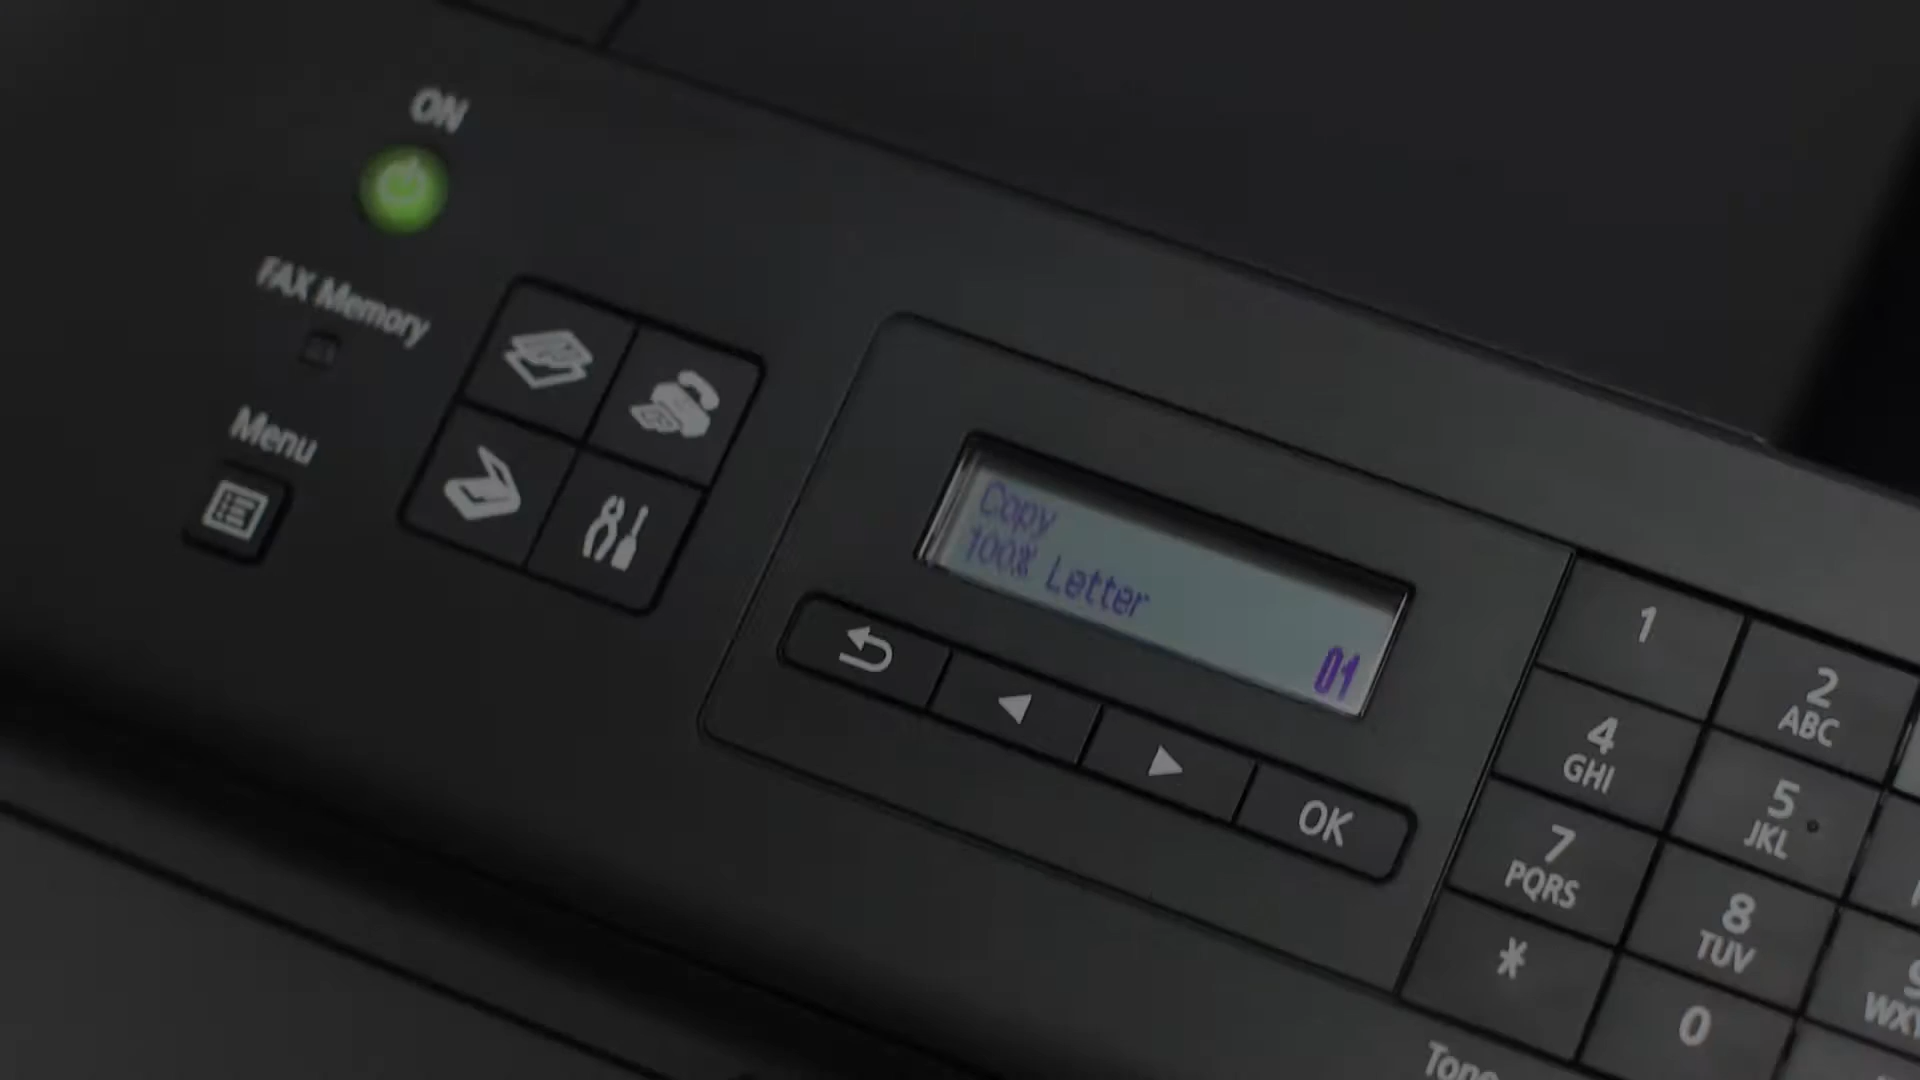 ON
FAX Memory
Menu
Copy
100% Letter
01
OK
1
2
ABC
4
GHI
5
JKL
7
PQRS
8
TUV
*
0
Tone